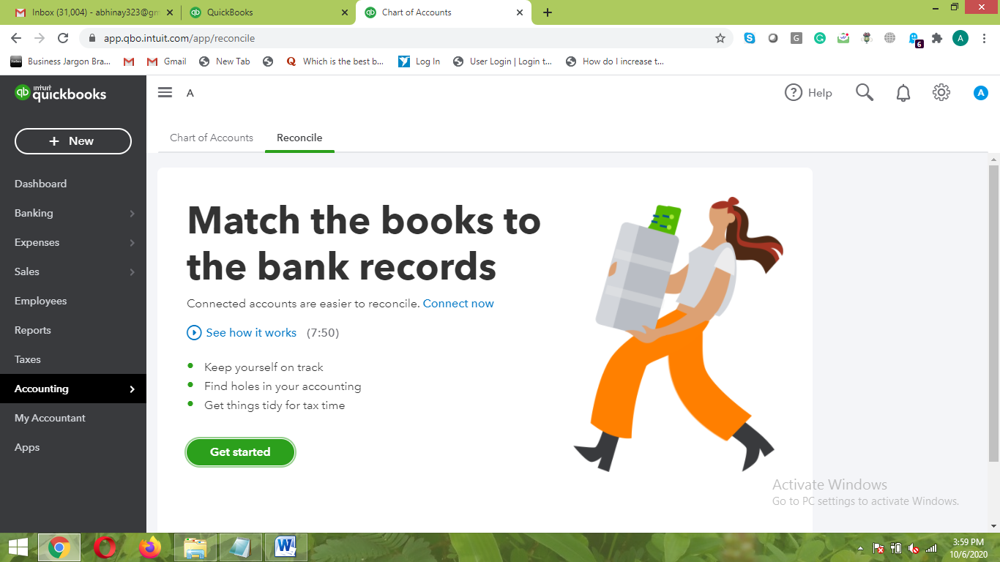 Inbox (31,004) - abhinay323@gm
QuickBooks
Chart of Accounts
app.qbo.intuit.com/app/reconcile
G
G
A
6
Business Jargon Bra...
Gmail
New Tab
Which is the best b...
Log In
User Login | Login t...
How do I increase t...
intuit
qb quickbooks
A
Help
A
+ New
Chart of Accounts
Reconcile
Dashboard
Banking
Expenses
Sales
Employees
Reports
Taxes
Accounting
My Accountant
Apps
Match the books to
the bank records
Connected accounts are easier to reconcile. Connect now
See how it works (7:50)
Keep yourself on track
Find holes in your accounting
Get things tidy for tax time
Get started
Activate Windows
Go to PC settings to activate Windows.
3:59 PM
10/6/2020